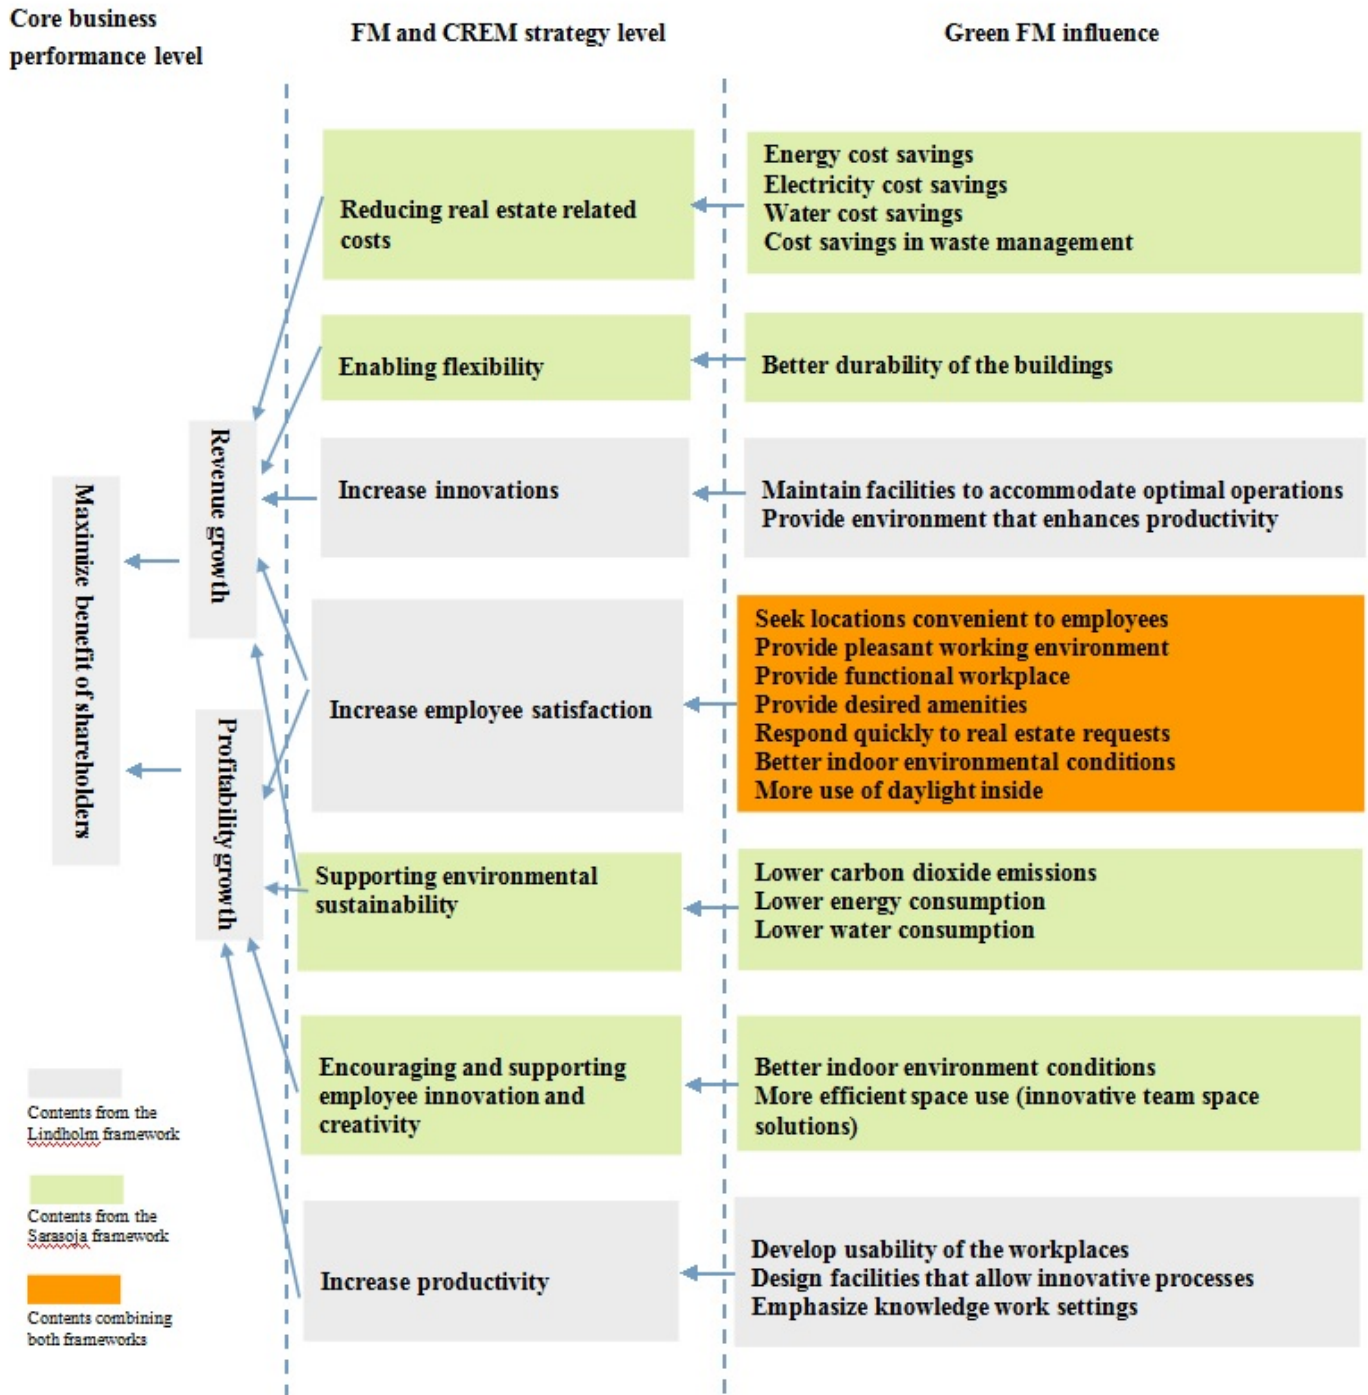 Core business
performance level
FM and CREM strategy level
Green FM influence
Reducing real estate related
costs
Energy cost savings
Electricity cost savings
Water cost savings
Cost savings in waste management
Enabling flexibility
Better durability of the buildings
Increase innovations
Maintain facilities to accommodate optimal operations
Provide environment that enhances productivity
Revenue growth
Maximize benefit of shareholders
Profitability growth
Increase employee satisfaction
Seek locations convenient to employees
Provide pleasant working environment
Provide functional workplace
Provide desired amenities
Respond quickly to real estate requests
Better indoor environmental conditions
More use of daylight inside
Supporting environmental
sustainability
Lower carbon dioxide emissions
Lower energy consumption
Lower water consumption
Encouraging and supporting
employee innovation and
creativity
Better indoor environment conditions
More efficient space use (innovative team space
solutions)
Increase productivity
Develop usability of the workplaces
Design facilities that allow innovative processes
Emphasize knowledge work settings
Contents from the
Lindholm framework
Contents from the
Sarasoja framework
Contents combining
both frameworks